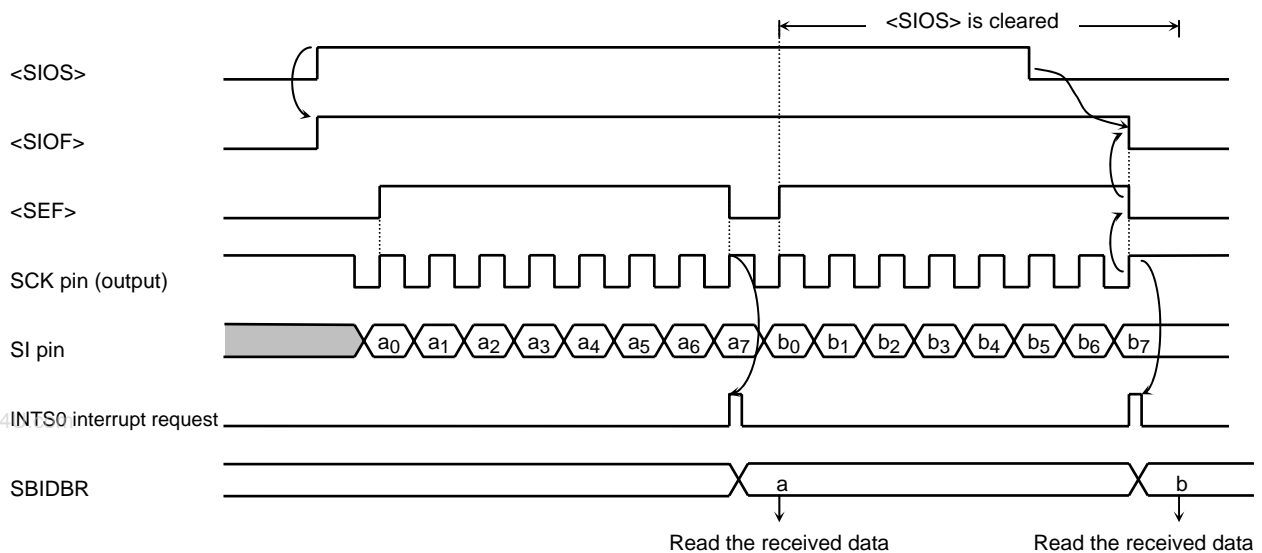 <SIOS> is cleared
<SIOS>
<SIOF>
<SEF>
SCK pin (output)
SI pin
a0 a1 a2 a3 a4 a5 a6 a7 b0 b1 b2 b3 b4 b5 b6 b7
INTS0 interrupt request
SBIDBR
a b
Read the received data Read the received data